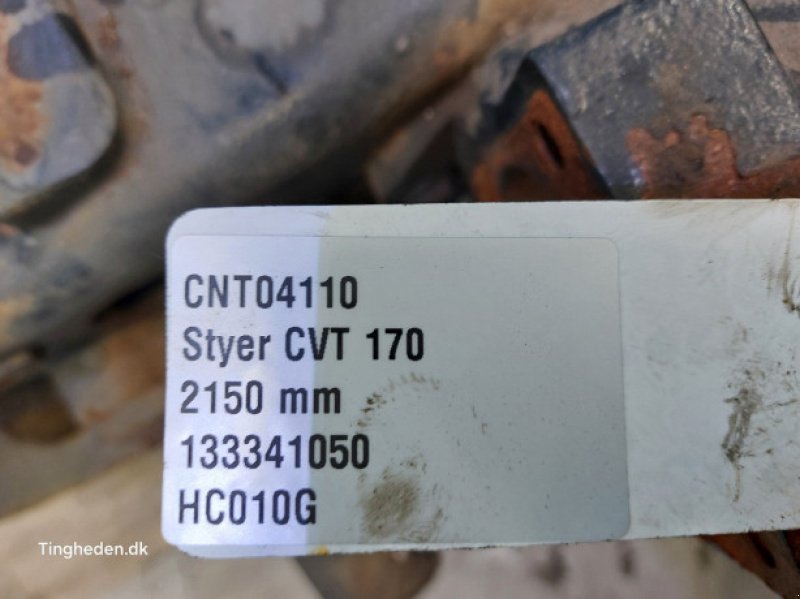 CNT04110
Styer CVT 170
2150 mm
133341050
HC010G
Tingheden.dk